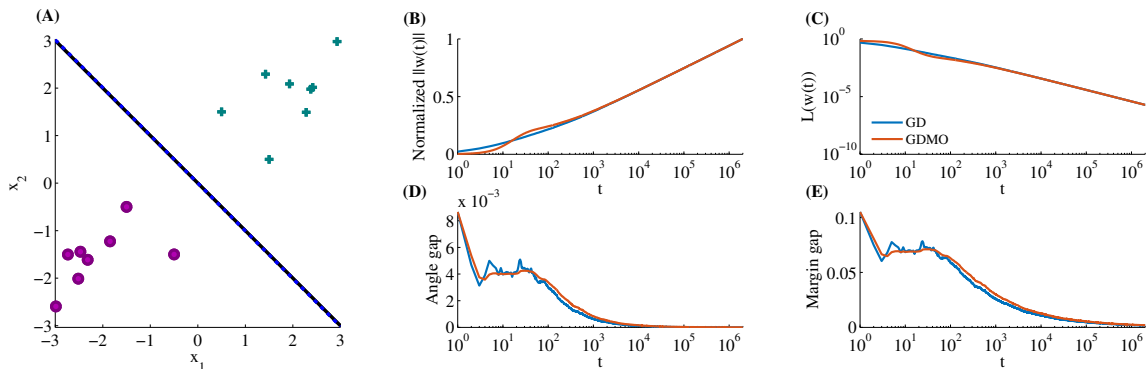 (A)
3
2
1
0
−1
−2
−3
x_2
−3 −2 −1 0 1 2 3
x_1
(B)
1
0.5
0
Normalized ||w(t)||
10^0 10^1 10^2 10^3 10^4 10^5 10^6
t
(C)
10^0
10^−5
10^−10
L(w(t))
GD
GDMO
10^0 10^1 10^2 10^3 10^4 10^5 10^6
t
(D)
x 10^−3
8
6
4
2
0
Angle gap
10^0 10^1 10^2 10^3 10^4 10^5 10^6
t
(E)
0.1
0.05
0
Margin gap
10^0 10^1 10^2 10^3 10^4 10^5 10^6
t